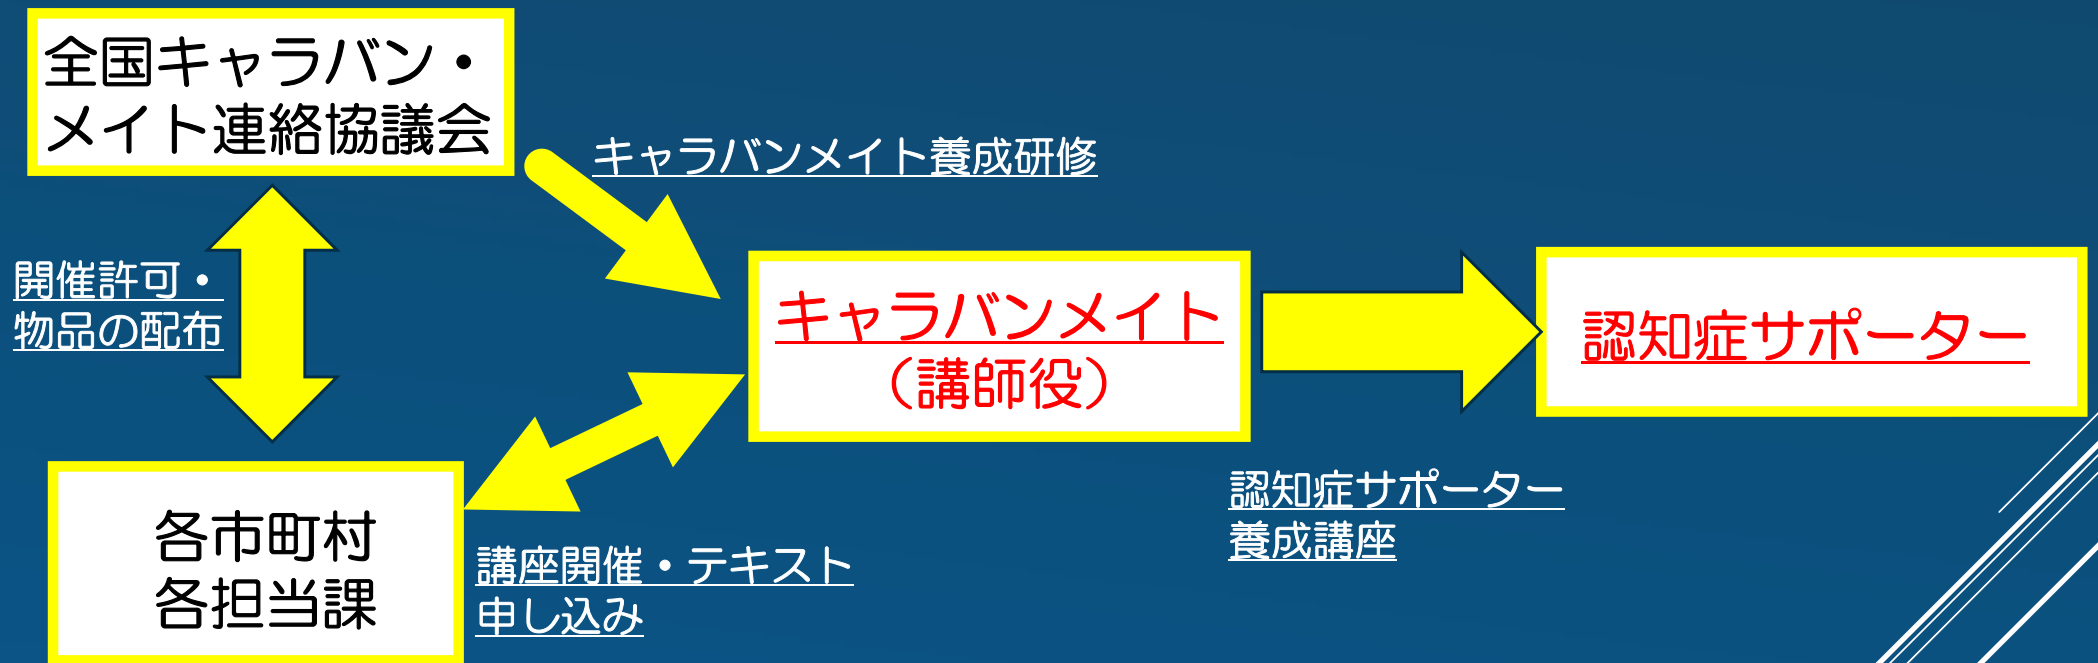 全国キャラバン・
メイト連絡協議会
キャラバンメイト養成研修
開催許可・
物品の配布
キャラバンメイト
（講師役）
認知症サポーター
各市町村
各担当課
講座開催・テキスト
申し込み
認知症サポーター
養成講座